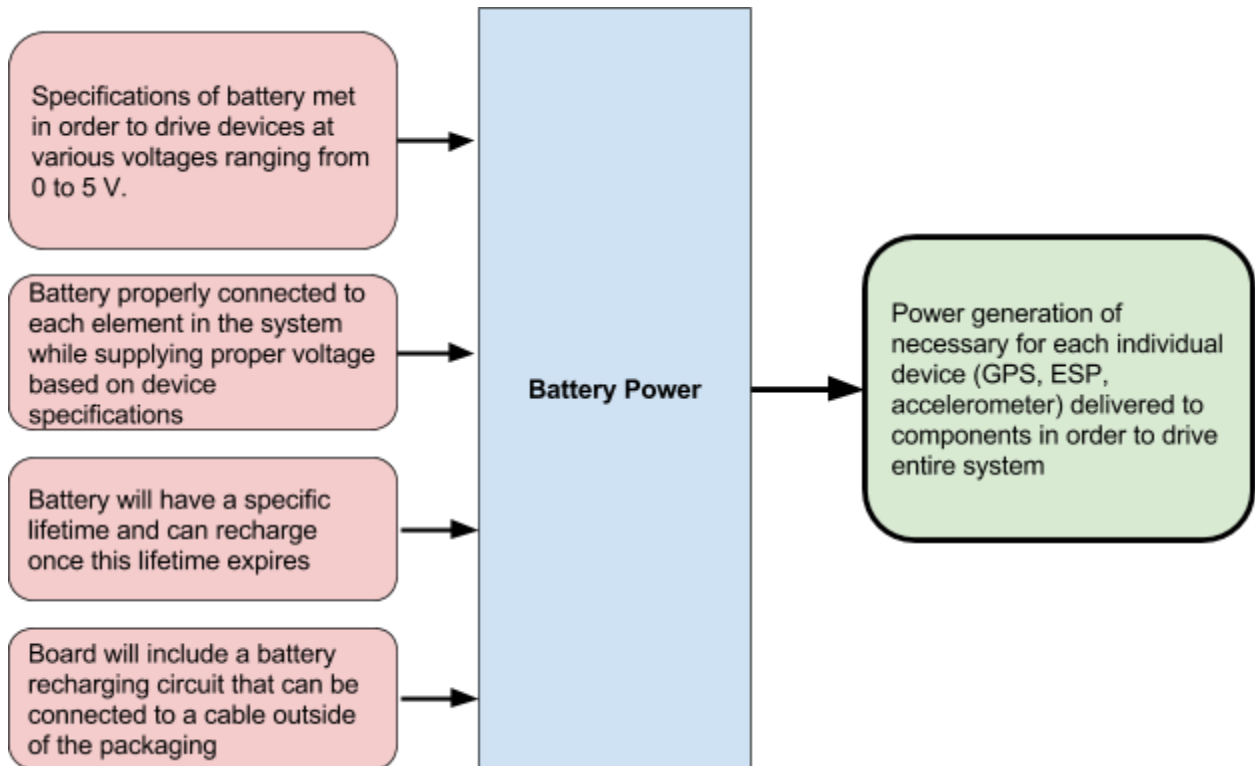 Specifications of battery met
in order to drive devices at
various voltages ranging from
0 to 5 V.
Battery properly connected to
each element in the system
while supplying proper voltage
based on device
specifications
Battery will have a specific
lifetime and can recharge
once this lifetime expires
Board will include a battery
recharging circuit that can be
connected to a cable outside
of the packaging
Battery Power
Power generation of
necessary for each individual
device (GPS, ESP,
accelerometer) delivered to
components in order to drive
entire system